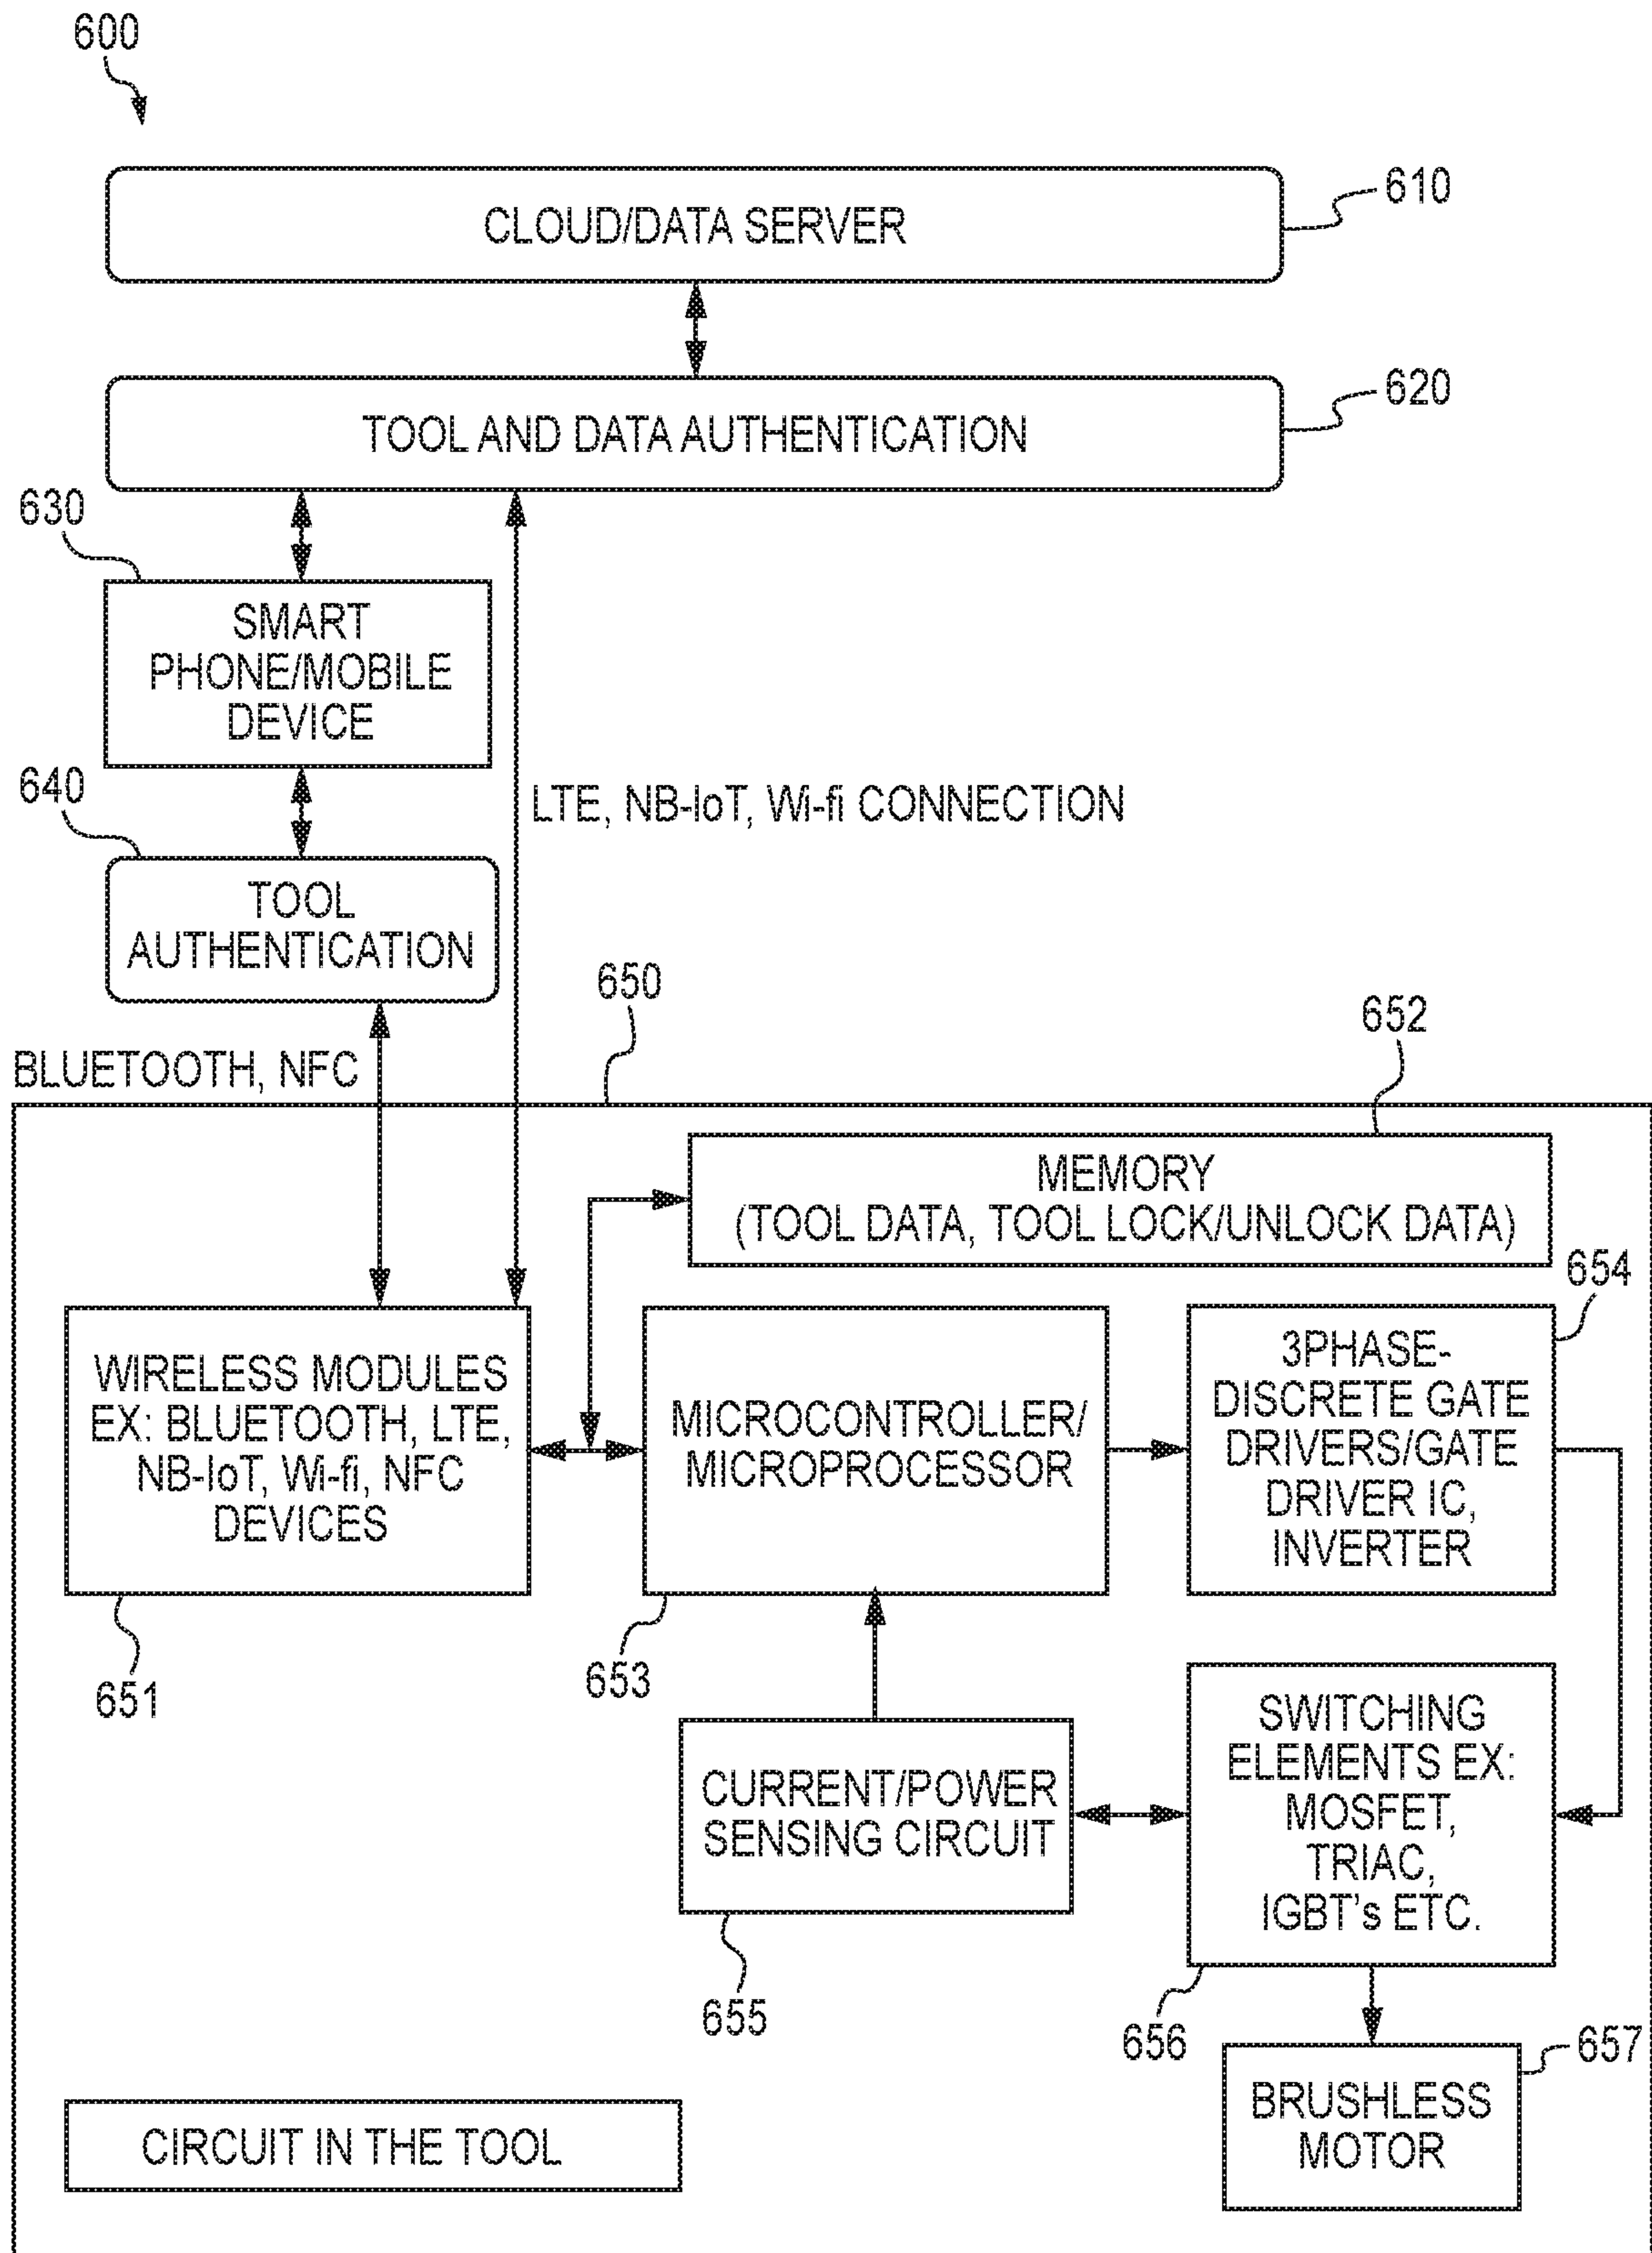 600
CLOUD/DATA SERVER
610
TOOL AND DATA AUTHENTICATION
620
630
SMART
PHONE/MOBILE
DEVICE
640
LTE, NB-IoT, Wi-fi CONNECTION
TOOL
AUTHENTICATION
650
652
BLUETOOTH, NFC
MEMORY
(TOOL DATA, TOOL LOCK/UNLOCK DATA)
654
WIRELESS MODULES
EX: BLUETOOTH, LTE,
NB-IoT, Wi-fi, NFC
DEVICES
651
MICROCONTROLLER/
MICROPROCESSOR
653
3PHASE-
DISCRETE GATE
DRIVERS/GATE
DRIVER IC,
INVERTER
CURRENT/POWER
SENSING CIRCUIT
655
SWITCHING
ELEMENTS EX:
MOSFET,
TRIAC,
IGBT's ETC.
656
657
BRUSHLESS
MOTOR
CIRCUIT IN THE TOOL